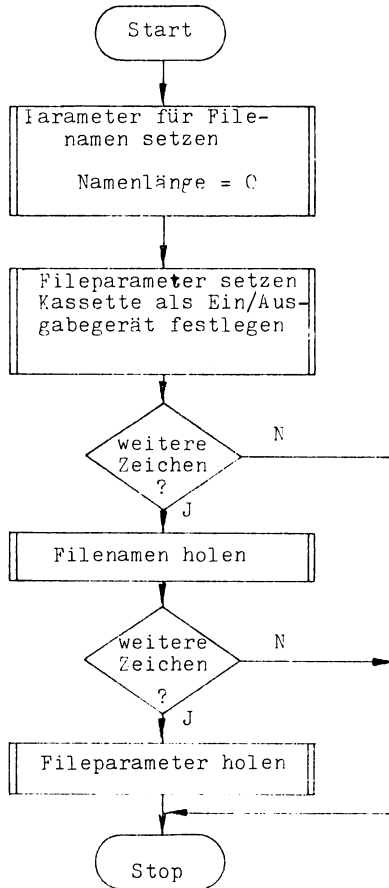 Start
Parameter für File-
namen setzen
Namenlänge = 0
Fileparameter setzen
Kassette als Ein/Aus-
gabegerät festlegen
weitere
Zeichen
?
N
J
Filenamen holen
weitere
Zeichen
?
N
J
Fileparameter holen
Stop